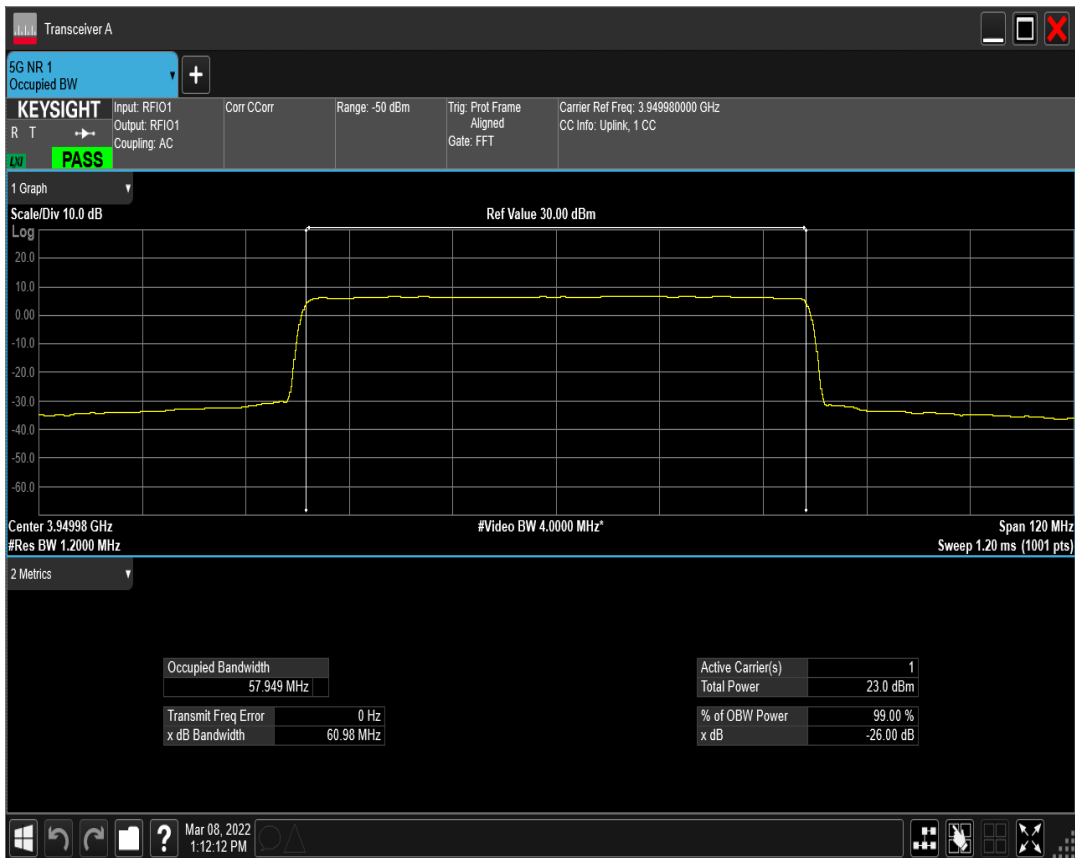 Transceiver A
5G NR 1
Occupied BW
+
KEYSIGHT
R T
LXI
PASS
Input: RFIO1
Output: RFIO1
Coupling: AC
Corr CCorr
Range: -50 dBm
Trig: Prot Frame
Aligned
Gate: FFT
Carrier Ref Freq: 3.949980000 GHz
CC Info: Uplink, 1 CC
1 Graph
Scale/Div 10.0 dB
Ref Value 30.00 dBm
Log
20.0
10.0
0.00
-10.0
-20.0
-30.0
-40.0
-50.0
-60.0
Center 3.94998 GHz
#Video BW 4.0000 MHz*
Span 120 MHz
#Res BW 1.2000 MHz
Sweep 1.20 ms (1001 pts)
2 Metrics
Occupied Bandwidth
57.949 MHz
Transmit Freq Error 0 Hz
x dB Bandwidth 60.98 MHz
Active Carrier(s) 1
Total Power 23.0 dBm
% of OBW Power 99.00 %
x dB -26.00 dB
?
Mar 08, 2022
1:12:12 PM